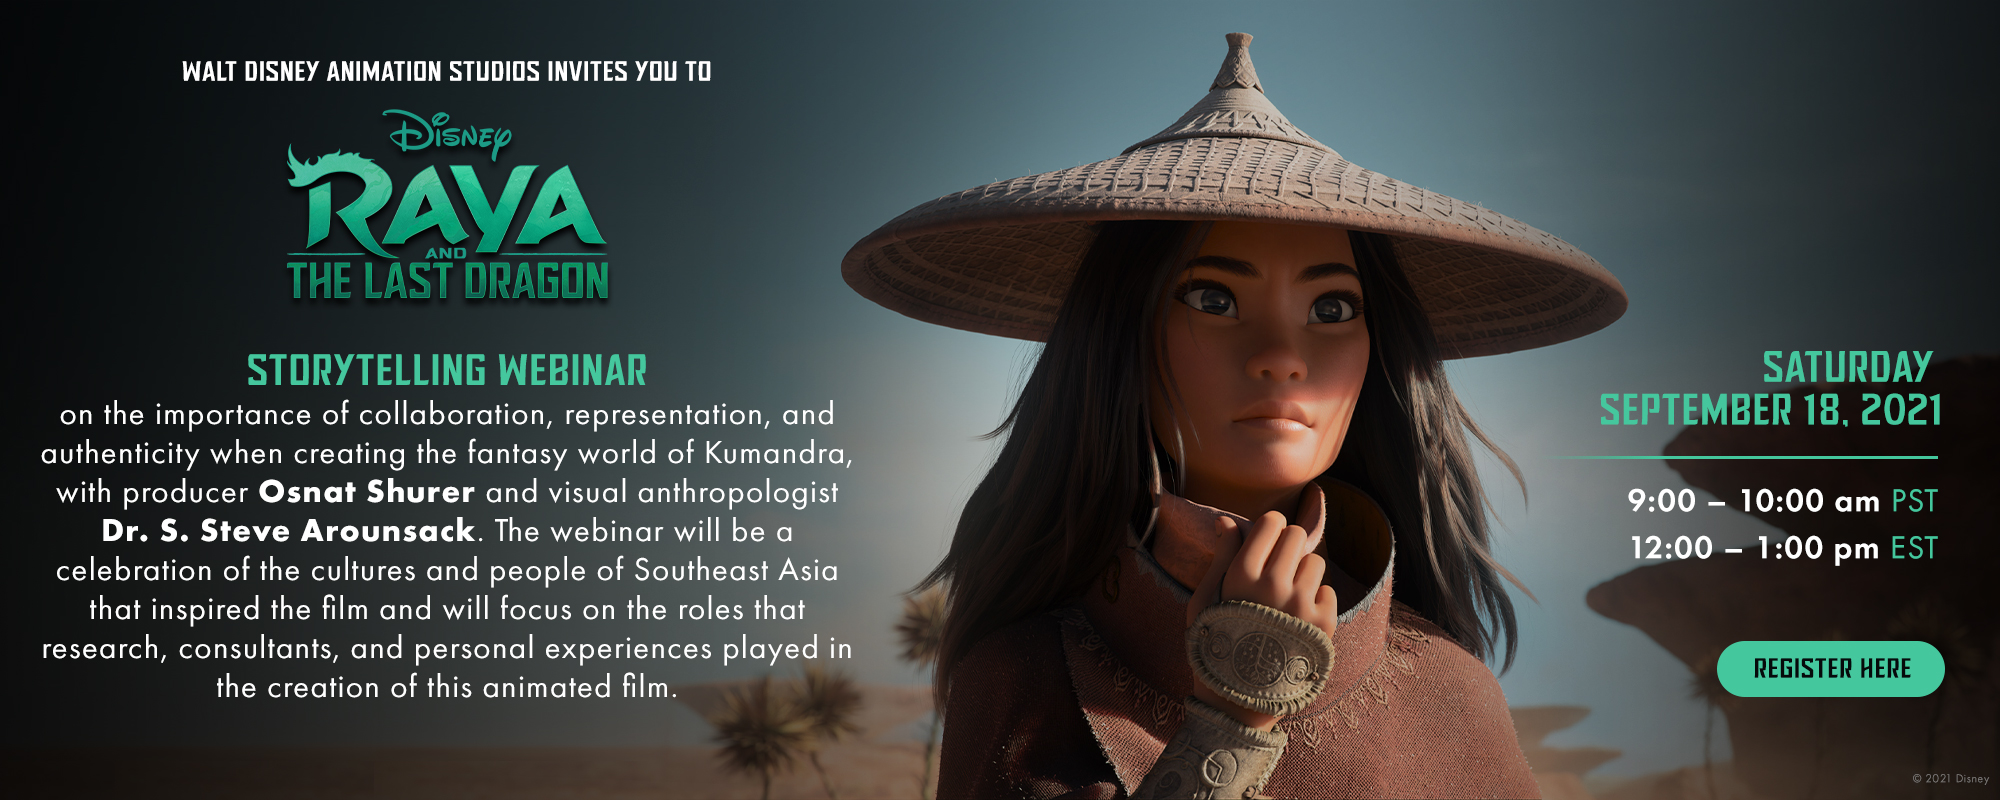 WALT DISNEY ANIMATION STUDIOS INVITES YOU TO
Disney
RAYA
AND
THE LAST DRAGON
STORYTELLING WEBINAR
on the importance of collaboration, representation, and
authenticity when creating the fantasy world of Kumandra,
with producer Osnat Shurer and visual anthropologist
Dr. S. Steve Arounsack. The webinar will be a
celebration of the cultures and people of Southeast Asia
that inspired the film and will focus on the roles that
research, consultants, and personal experiences played in
the creation of this animated film.
SATURDAY
SEPTEMBER 18, 2021
9:00 – 10:00 am PST
12:00 – 1:00 pm EST
REGISTER HERE
© 2021 Disney